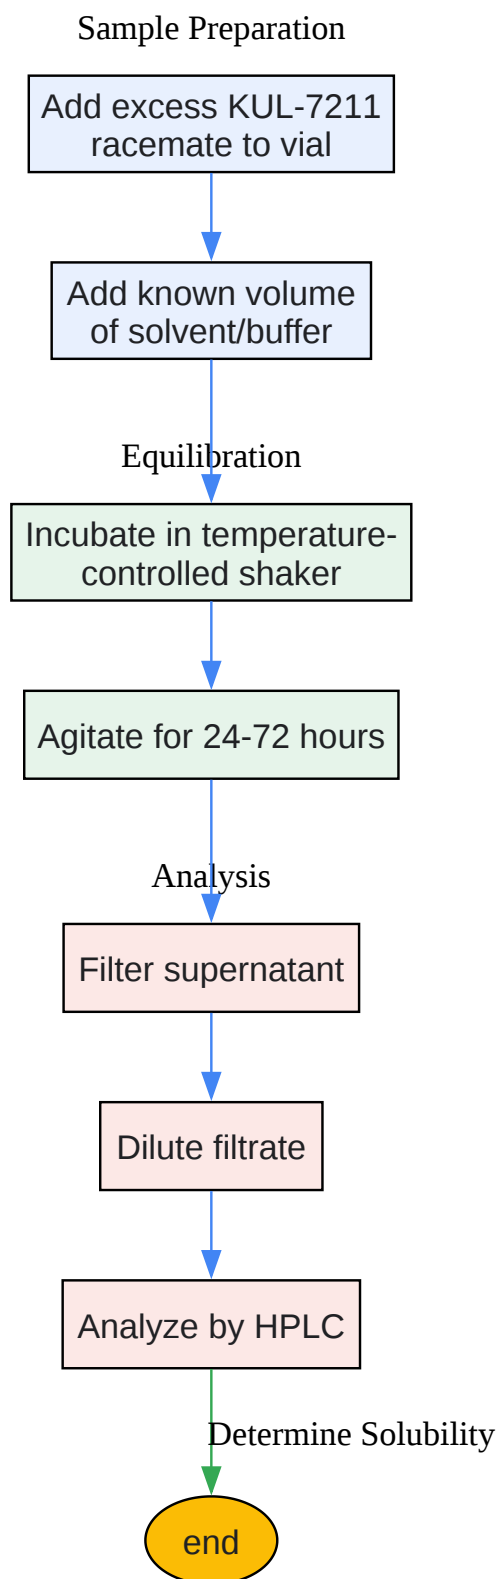 Sample Preparation
Add excess KUL-7211
racemate to vial
Add known volume
of solvent/buffer
Equilibration
Incubate in temperature-
controlled shaker
Agitate for 24-72 hours
Analysis
Filter supernatant
Dilute filtrate
Analyze by HPLC
Determine Solubility
end